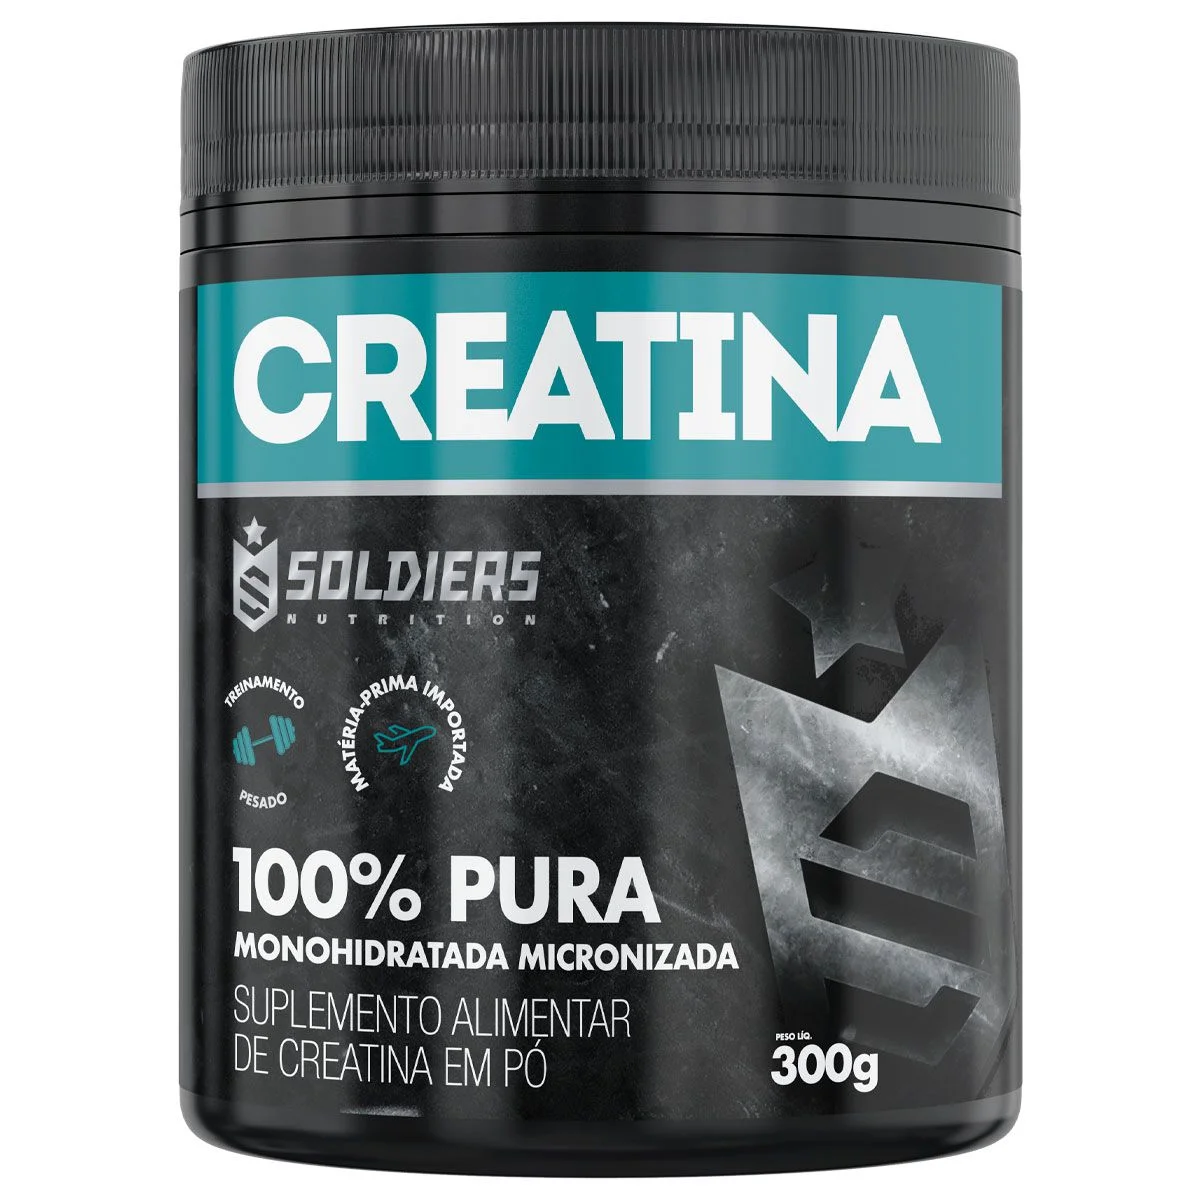 CREATINA
SOLDIERS
NUTRITION
TREINAMENTO
PESADO
MATÉRIA-PRIMA IMPORTADA
100% PURA
MONOHIDRATADA MICRONIZADA
SUPLEMENTO ALIMENTAR
DE CREATINA EM PÓ
PESO LÍQ.
300g